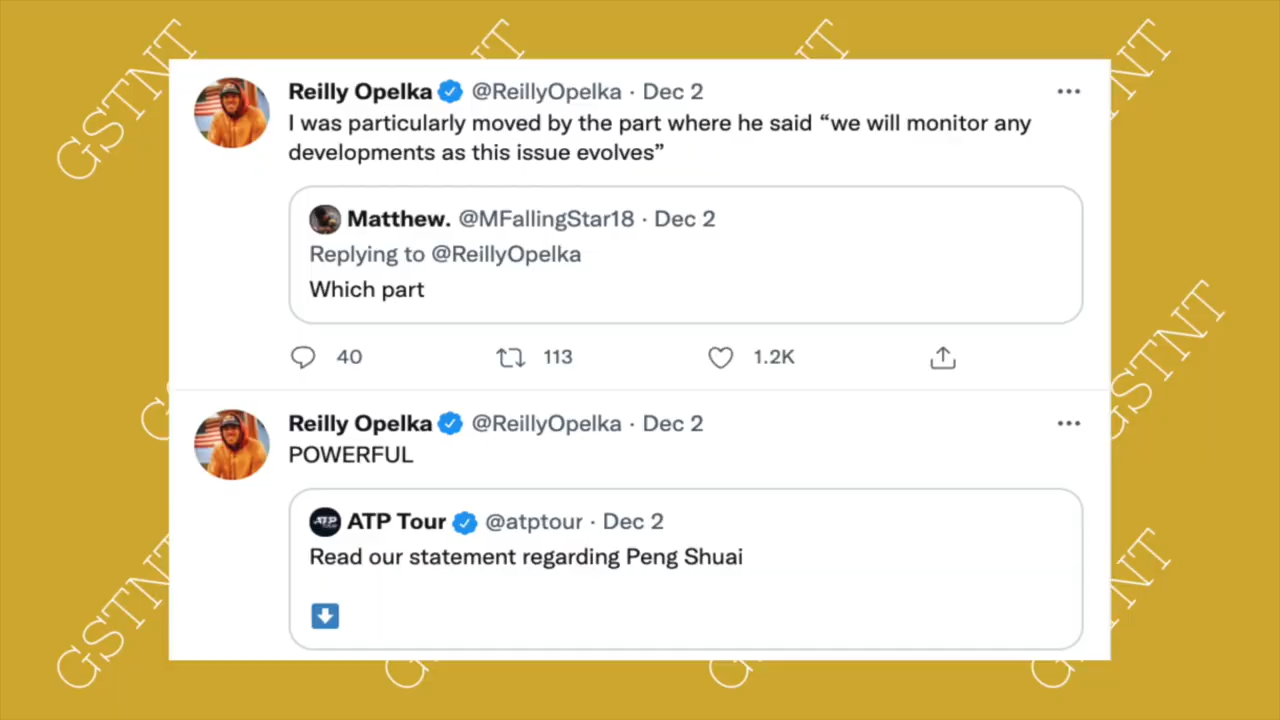 GSTNT
Reilly Opelka @ReillyOpelka · Dec 2
I was particularly moved by the part where he said “we will monitor any
developments as this issue evolves”
Matthew. @MFallingStar18 · Dec 2
Replying to @ReillyOpelka
Which part
40 113 1.2K
Reilly Opelka @ReillyOpelka · Dec 2
POWERFUL
ATP Tour @atptour · Dec 2
Read our statement regarding Peng Shuai
GSTNT
GSTNT